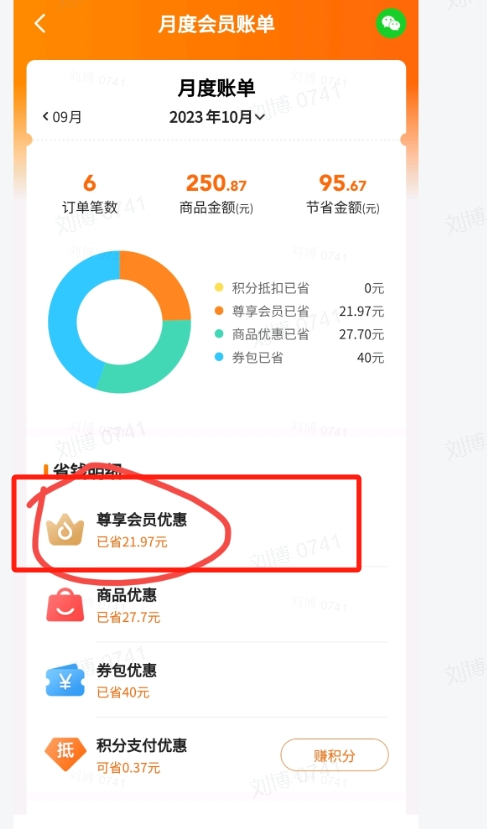 月度会员账单
月度账单
09月
2023年10月
6 250.87 95.67
订单笔数 商品金额(元) 节省金额(元)
积分抵扣已省 0元
尊享会员已省 21.97元
商品优惠已省 27.70元
券包已省 40元
省钱明细
尊享会员优惠
已省21.97元
商品优惠
已省27.7元
¥
券包优惠
已省40元
抵
积分支付优惠
可省0.37元
赚积分
刘博 0741